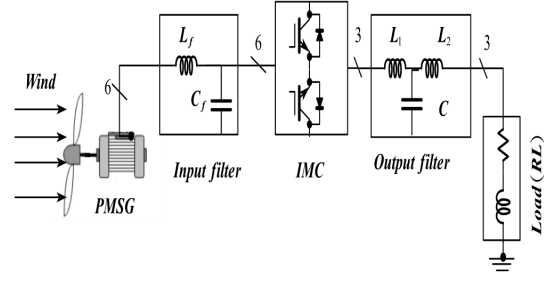 Wind
6
PMSG
L_f
C_f
Input filter
6
IMC
3
L_1
L_2
C
Output filter
3
Load(RL)